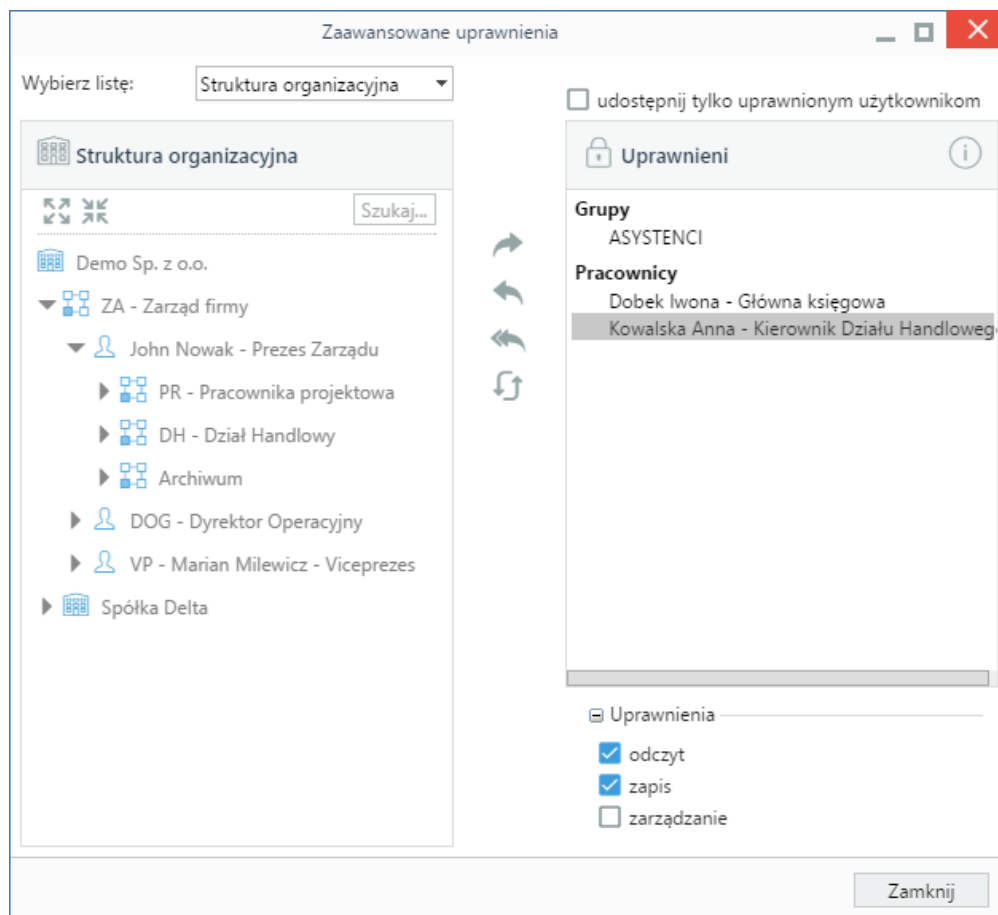 Zaawansowane uprawnienia
Wybierz listę:
Struktura organizacyjna
udostępnij tylko uprawnionym użytkownikom
Struktura organizacyjna
Szukaj...
Demo Sp. z o.o.
ZA - Zarząd firmy
John Nowak - Prezes Zarządu
PR - Pracownika projektowa
DH - Dział Handlowy
Archiwum
DOG - Dyrektor Operacyjny
VP - Marian Milewicz - Viceprezes
Spółka Delta
Uprawnieni
Grupy
ASYSTENCI
Pracownicy
Dobek Iwona - Główna księgowa
Kowalska Anna - Kierownik Działu Handloweg
Uprawnienia
odczyt
zapis
zarządzanie
Zamknij